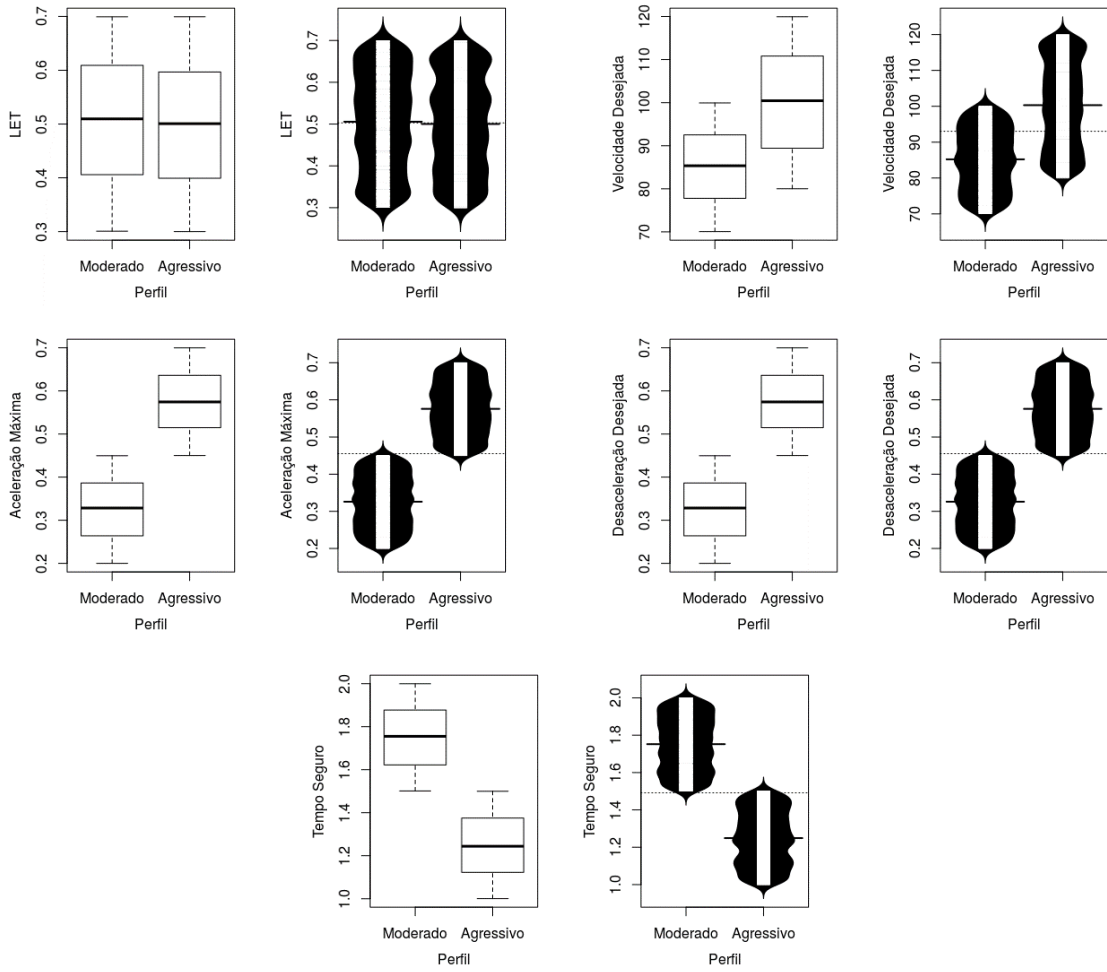 LET
0.3 0.4 0.5 0.6 0.7
Moderado Agressivo
Perfil
LET
0.3 0.4 0.5 0.6 0.7
Moderado Agressivo
Perfil
Velocidade Desejada
70 80 90 100 110 120
Moderado Agressivo
Perfil
Velocidade Desejada
70 80 90 100 110 120
Moderado Agressivo
Perfil
Aceleração Máxima
0.2 0.3 0.4 0.5 0.6 0.7
Moderado Agressivo
Perfil
Aceleração Máxima
0.2 0.3 0.4 0.5 0.6 0.7
Moderado Agressivo
Perfil
Desaceleração Desejada
0.2 0.3 0.4 0.5 0.6 0.7
Moderado Agressivo
Perfil
Desaceleração Desejada
0.2 0.3 0.4 0.5 0.6 0.7
Moderado Agressivo
Perfil
Tempo Seguro
1.0 1.2 1.4 1.6 1.8 2.0
Moderado Agressivo
Perfil
Tempo Seguro
1.0 1.2 1.4 1.6 1.8 2.0
Moderado Agressivo
Perfil